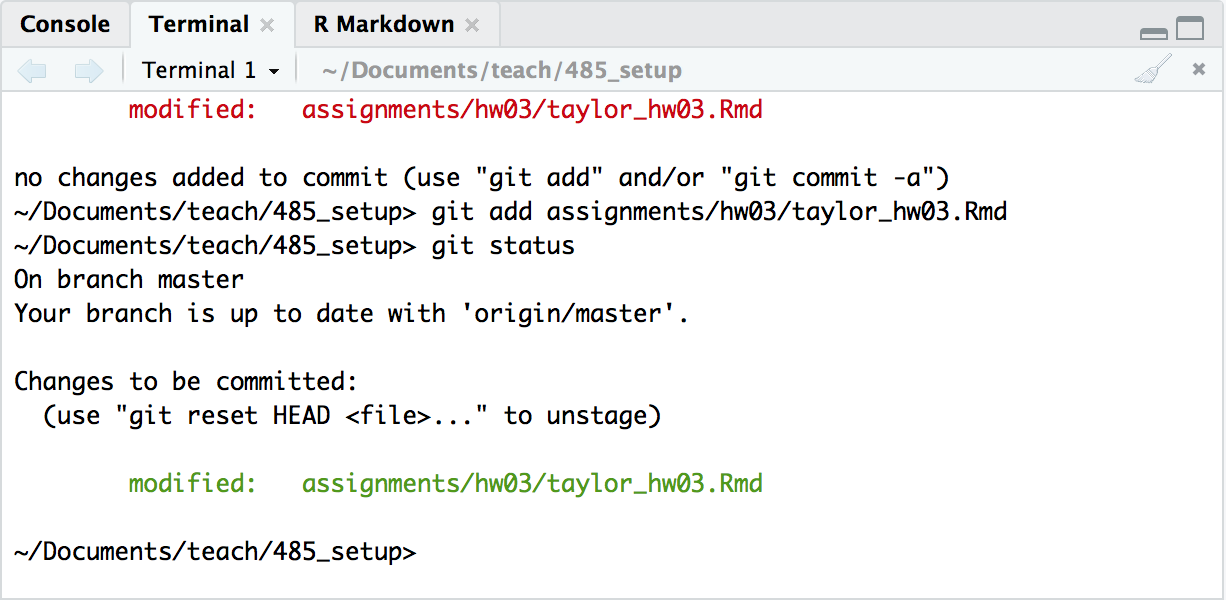 Console Terminal R Markdown
Terminal 1 ~/Documents/teach/485_setup
modified: assignments/hw03/taylor_hw03.Rmd
no changes added to commit (use "git add" and/or "git commit -a")
~/Documents/teach/485_setup> git add assignments/hw03/taylor_hw03.Rmd
~/Documents/teach/485_setup> git status
On branch master
Your branch is up to date with 'origin/master'.
Changes to be committed:
(use "git reset HEAD <file>..." to unstage)
modified: assignments/hw03/taylor_hw03.Rmd
~/Documents/teach/485_setup>